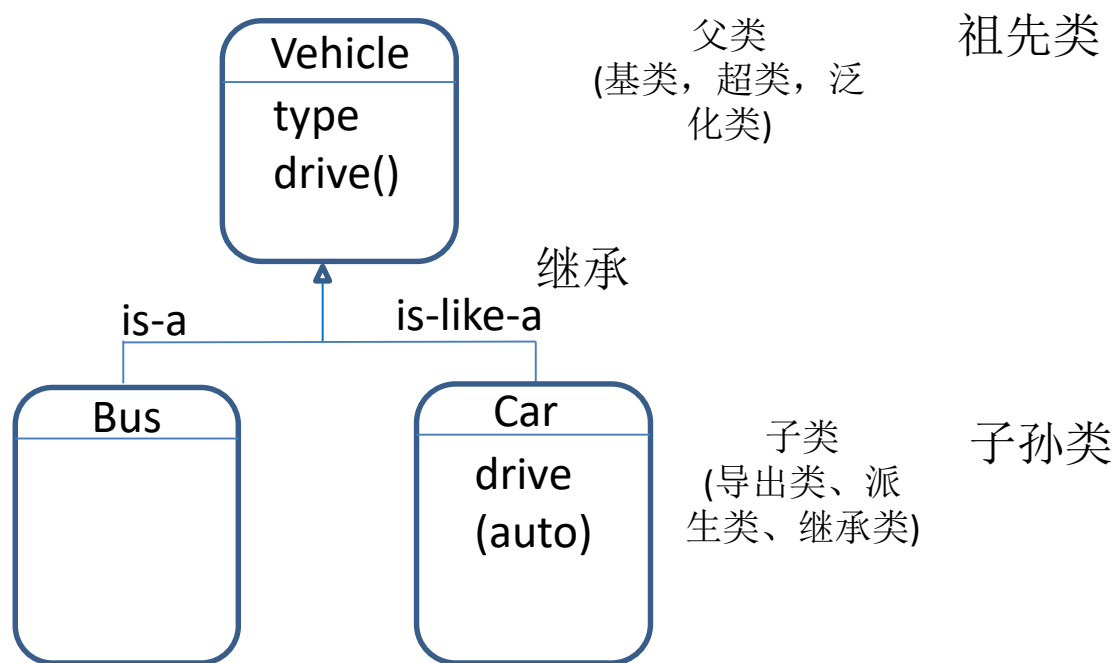 Vehicle
type
drive()
父类
(基类，超类，泛
化类)
祖先类
继承
is-a
is-like-a
Bus
Car
drive
(auto)
子类
(导出类、派
生类、继承类)
子孙类